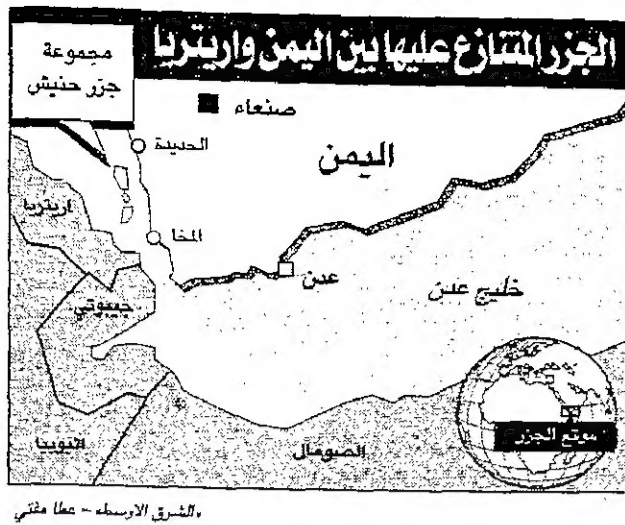 الجزر المتنازع عليها بين اليمن واريتريا
مجموعة
جزر حنيش
صنعاء
الحديدة
اليمن
اريتريا
المخا
عدن
خليج عدن
جيبوتي
موقع الجزر
اثيوبيا
الصومال
«الشرق الاوسط» - عطا مفتي